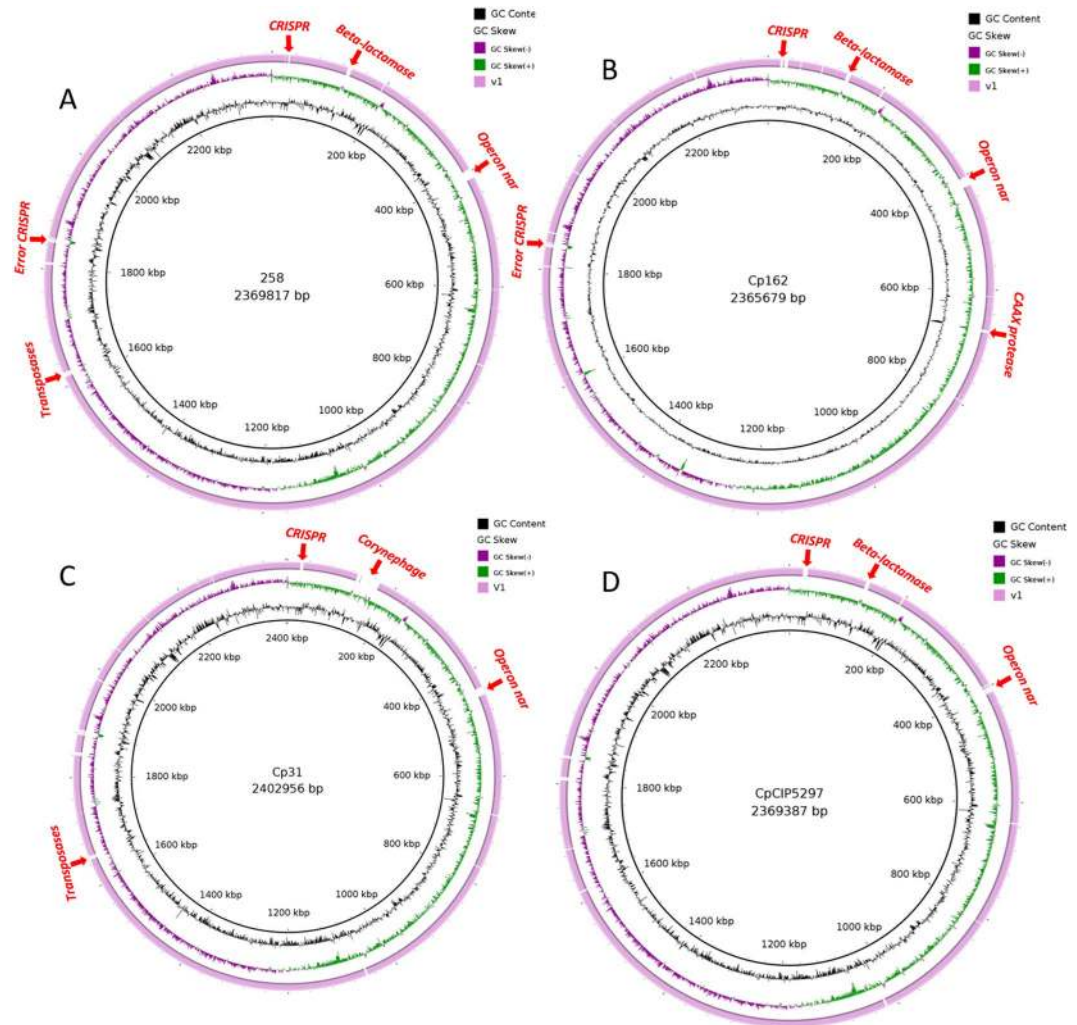 A
CRISPR
Beta-lactamase
Operon nar
Error CRISPR
Transposases
GC Conte
GC Skew
GC Skew(-)
GC Skew(+)
v1
2200 kbp
200 kbp
2000 kbp
400 kbp
1800 kbp
600 kbp
1600 kbp
800 kbp
1400 kbp
1000 kbp
1200 kbp
258
2369817 bp
B
CRISPR
Beta-lactamase
Operon nar
CAAX protease
Error CRISPR
GC Content
GC Skew
GC Skew(-)
GC Skew(+)
v1
2200 kbp
200 kbp
2000 kbp
400 kbp
1800 kbp
600 kbp
1600 kbp
800 kbp
1400 kbp
1000 kbp
1200 kbp
Cp162
2365679 bp
C
CRISPR
Corynephage
Operon nar
Transposases
GC Content
GC Skew
GC Skew(-)
GC Skew(+)
V1
2400 kbp
2200 kbp
200 kbp
2000 kbp
400 kbp
1800 kbp
600 kbp
1600 kbp
800 kbp
1400 kbp
1000 kbp
1200 kbp
Cp31
2402956 bp
D
CRISPR
Beta-lactamase
Operon nar
GC Content
GC Skew
GC Skew(-)
GC Skew(+)
v1
2200 kbp
200 kbp
2000 kbp
400 kbp
1800 kbp
600 kbp
1600 kbp
800 kbp
1400 kbp
1000 kbp
1200 kbp
CpCIP5297
2369387 bp